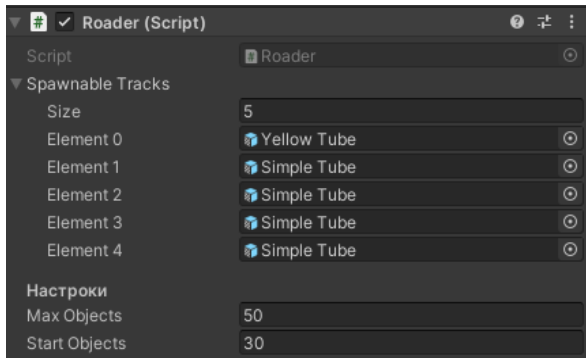 # Roader (Script)
Script Roader
Spawnable Tracks
Size 5
Element 0 Yellow Tube
Element 1 Simple Tube
Element 2 Simple Tube
Element 3 Simple Tube
Element 4 Simple Tube
Настроки
Max Objects 50
Start Objects 30